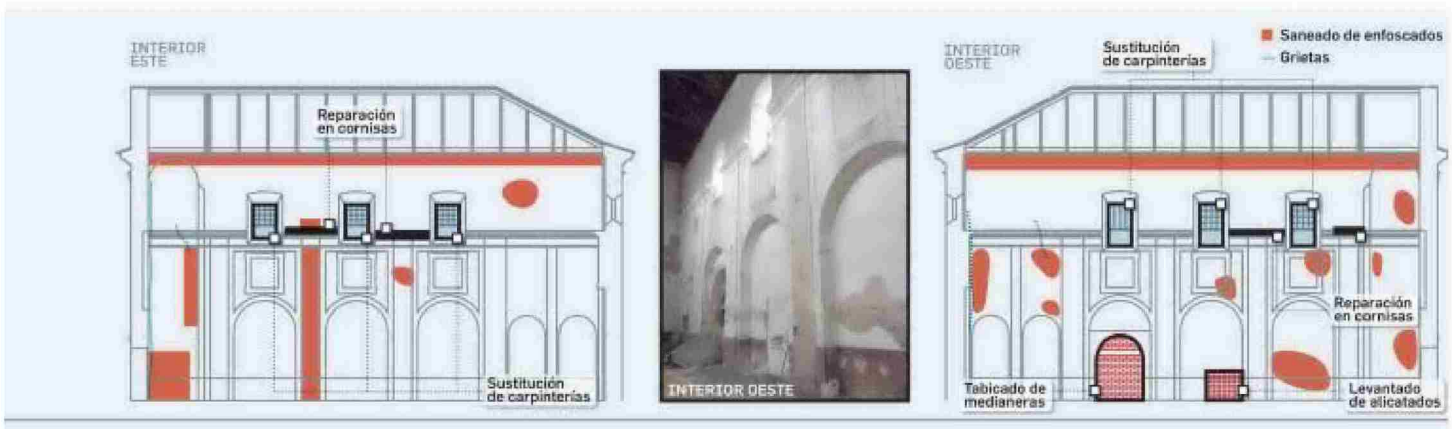 INTERIOR
ESTE
Reparación
en cornisas
Sustitución
de carpinterías
INTERIOR OESTE
INTERIOR
OESTE
Sustitución
de carpinterías
Saneado de enfoscados
Grietas
Reparación
en cornisas
Tabicado de
medianeras
Levantado
de alicatados